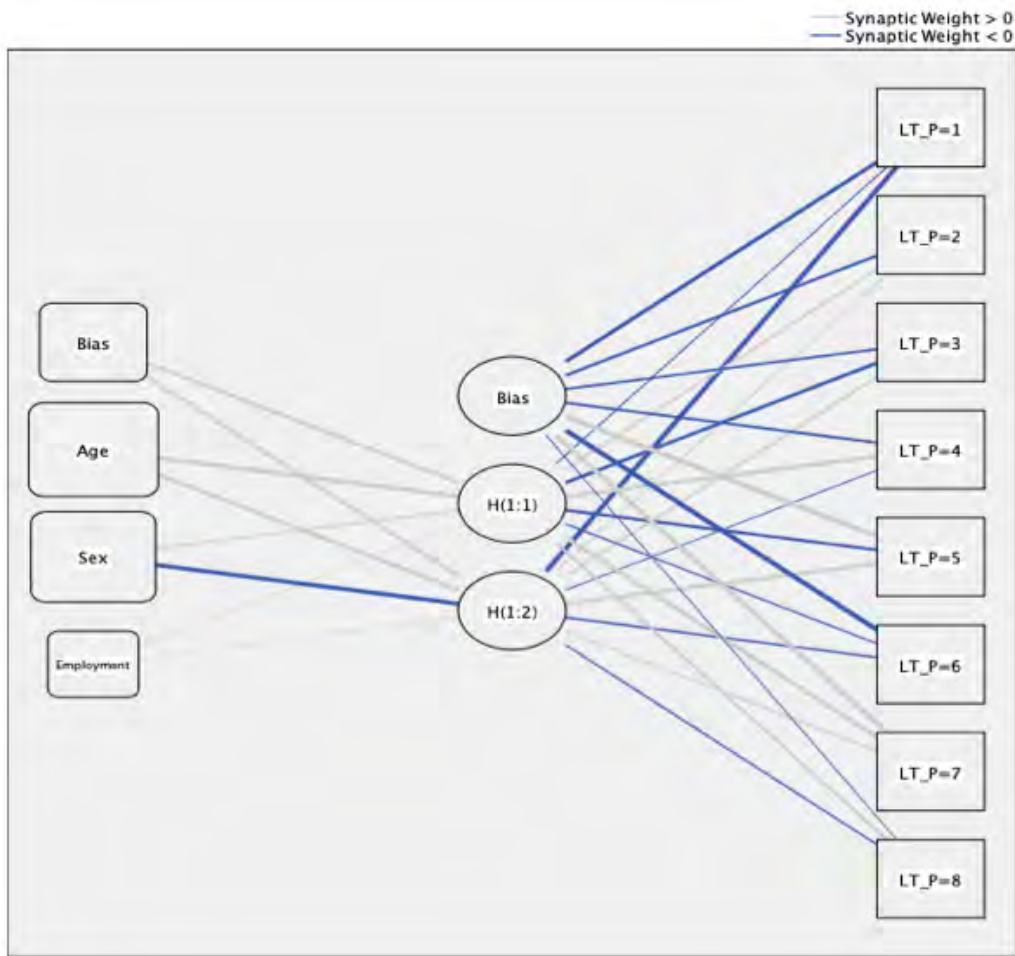 Synaptic Weight > 0
Synaptic Weight < 0
LT_P=1
LT_P=2
Bias
LT_P=3
Bias
Age
LT_P=4
H(1:1)
Sex
LT_P=5
H(1:2)
Employment
LT_P=6
LT_P=7
LT_P=8